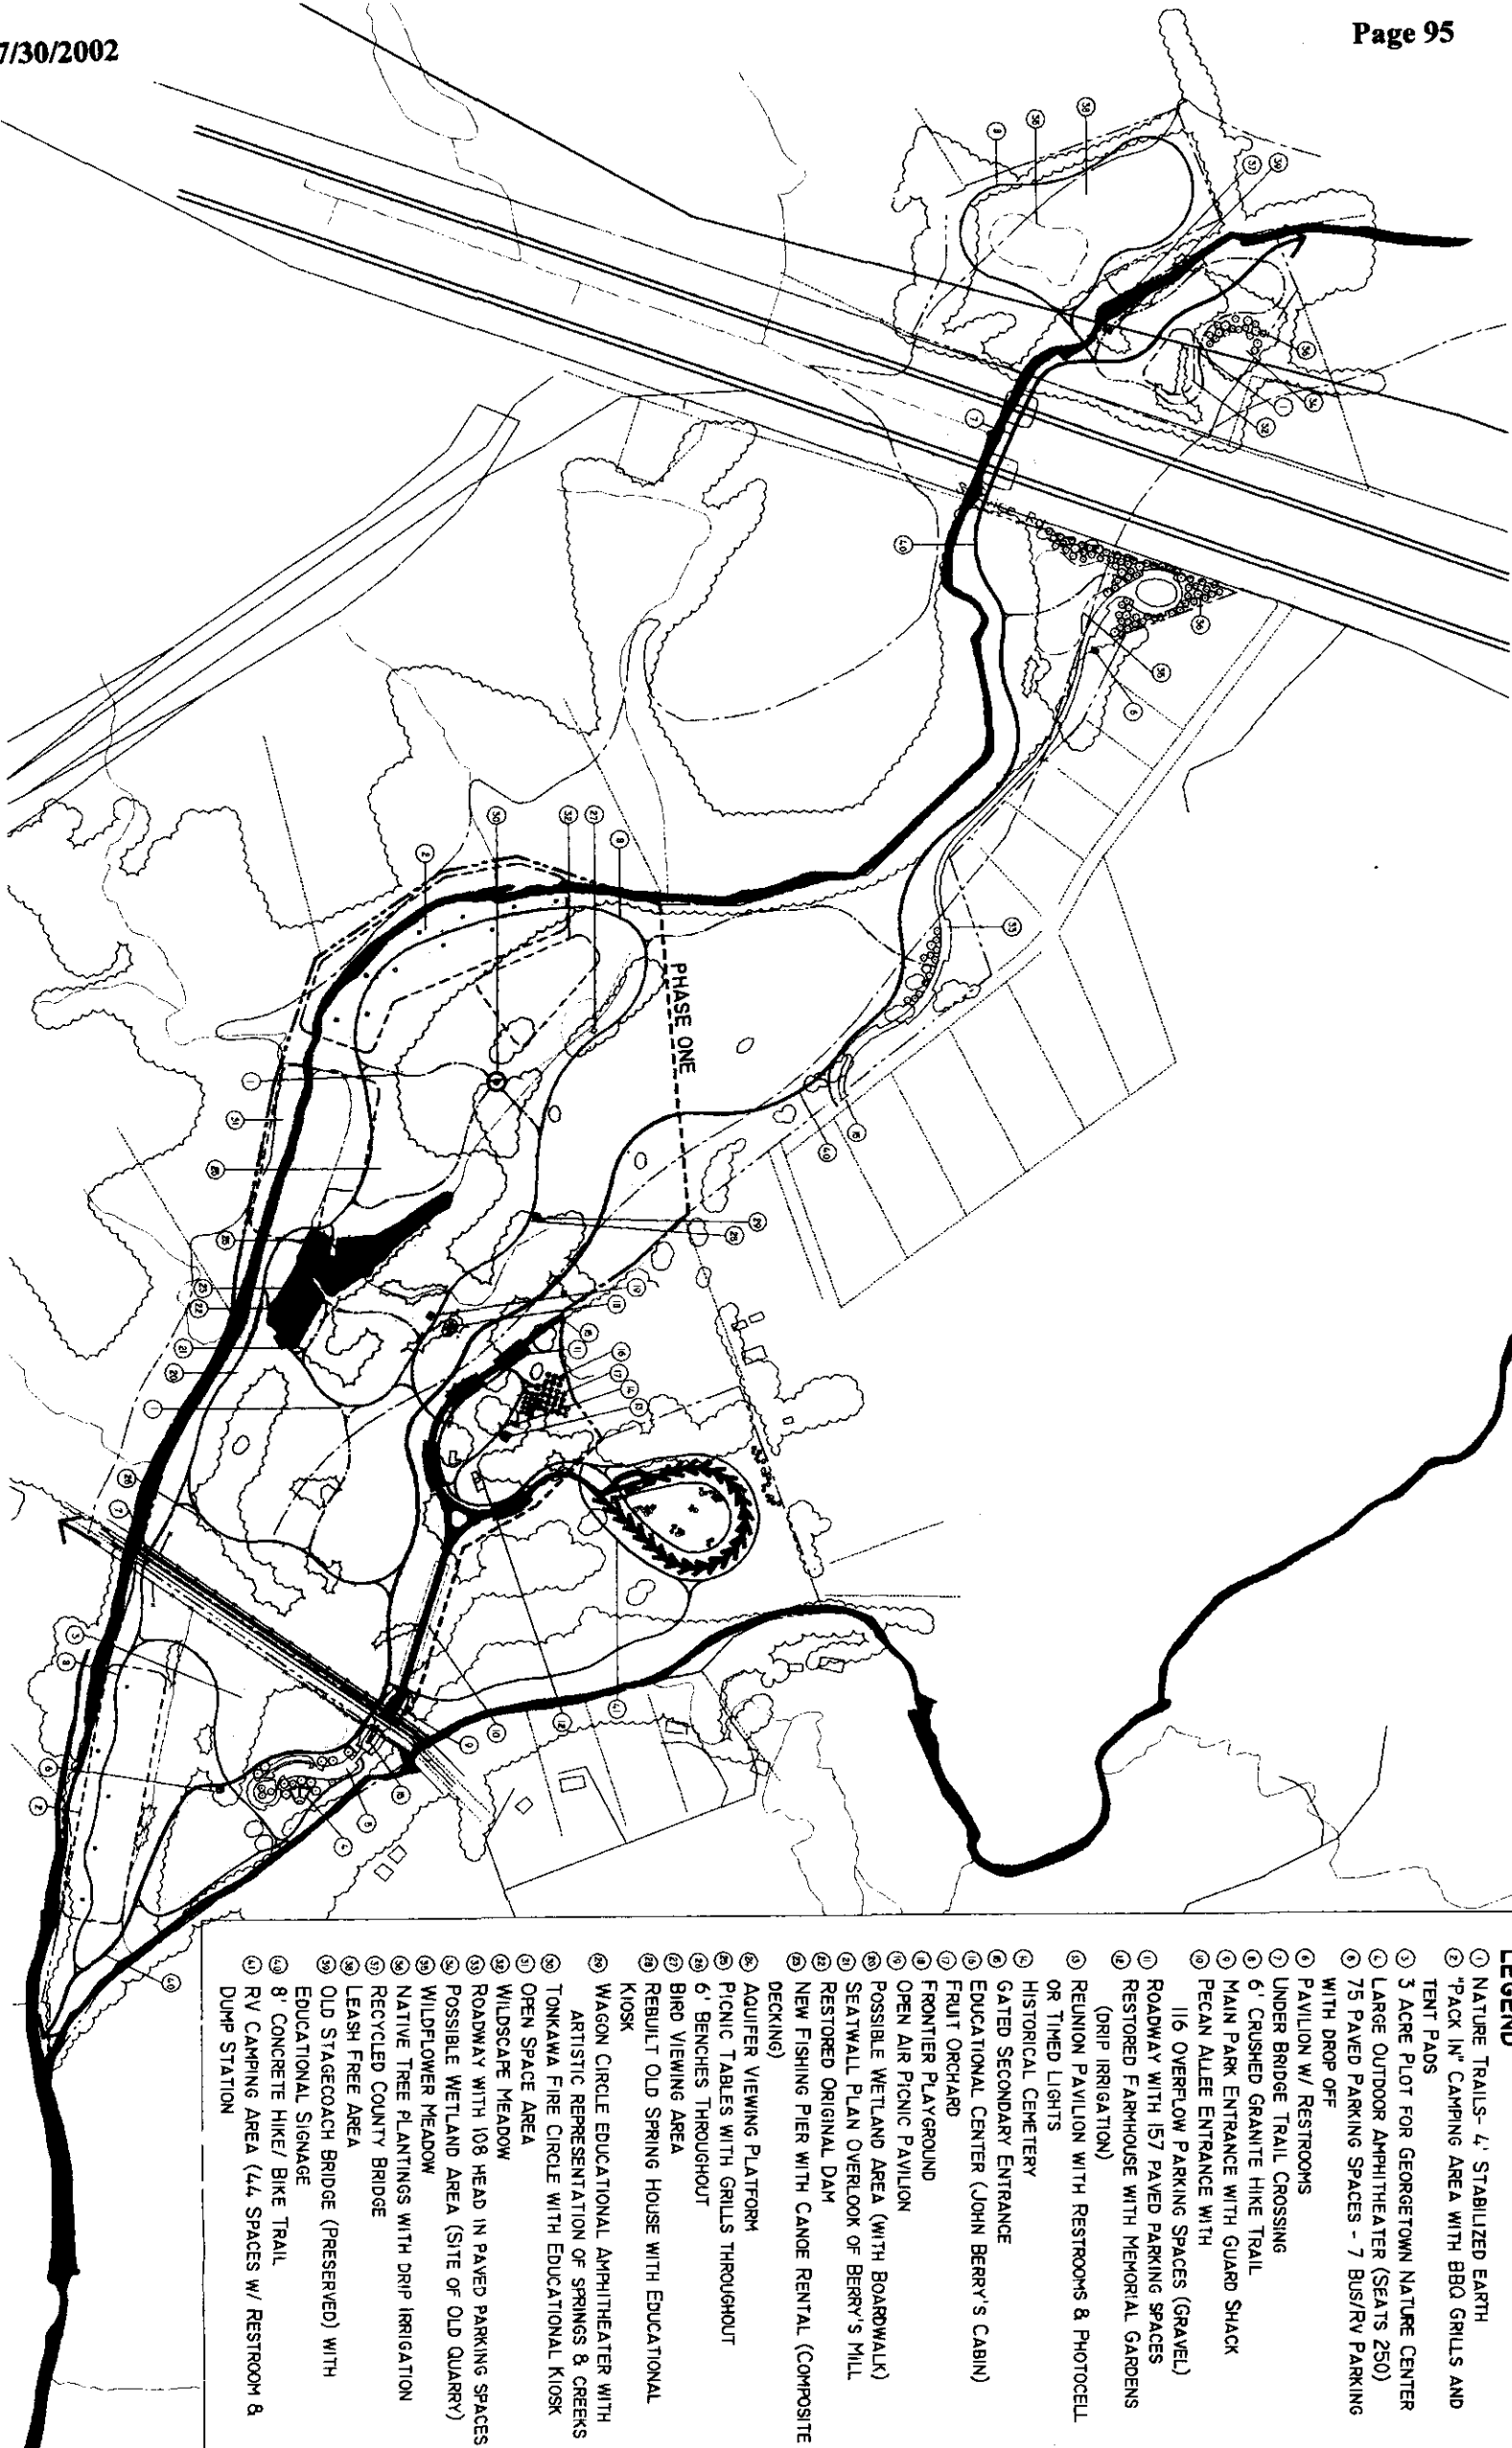 7/30/2002
Page 95
PHASE ONE
LEGEND
① NATURE TRAILS- 4' STABILIZED EARTH
② "PACK IN" CAMPING AREA WITH BBQ GRILLS AND
TENT PADS
③ 3 ACRE PLOT FOR GEORGETOWN NATURE CENTER
④ LARGE OUTDOOR AMPHITHEATER (SEATS 250)
⑤ 75 PAVED PARKING SPACES - 7 BUS/RV PARKING
WITH DROP OFF
⑥ PAVILION W/ RESTROOMS
⑦ UNDER BRIDGE TRAIL CROSSING
⑧ 6' CRUSHED GRANITE HIKE TRAIL
⑨ MAIN PARK ENTRANCE WITH GUARD SHACK
⑩ PECAN ALLEE ENTRANCE WITH
116 OVERFLOW PARKING SPACES (GRAVEL)
⑪ ROADWAY WITH 157 PAVED PARKING SPACES
⑫ RESTORED FARMHOUSE WITH MEMORIAL GARDENS
(DRIP IRRIGATION)
⑬ REUNION PAVILION WITH RESTROOMS & PHOTOCELL
OR TIMED LIGHTS
⑭ HISTORICAL CEMETERY
⑮ GATED SECONDARY ENTRANCE
⑯ EDUCATIONAL CENTER (JOHN BERRY'S CABIN)
⑰ FRUIT ORCHARD
⑱ FRONTIER PLAYGROUND
⑲ OPEN AIR PICNIC PAVILION
⑳ POSSIBLE WETLAND AREA (WITH BOARDWALK)
㉑ SEATWALL PLAN OVERLOOK OF BERRY'S MILL
㉒ RESTORED ORIGINAL DAM
㉓ NEW FISHING PIER WITH CANOE RENTAL (COMPOSITE
DECKING)
㉔ AQUIFER VIEWING PLATFORM
㉕ PICNIC TABLES WITH GRILLS THROUGHOUT
㉖ 6' BENCHES THROUGHOUT
㉗ BIRD VIEWING AREA
㉘ REBUILT OLD SPRING HOUSE WITH EDUCATIONAL
KIOSK
㉙ WAGON CIRCLE EDUCATIONAL AMPHITHEATER WITH
ARTISTIC REPRESENTATION OF SPRINGS & CREEKS
㉚ TONKAWA FIRE CIRCLE WITH EDUCATIONAL KIOSK
㉛ OPEN SPACE AREA
㉜ WILDSCAPE MEADOW
㉝ ROADWAY WITH 108 HEAD IN PAVED PARKING SPACES
㉞ POSSIBLE WETLAND AREA (SITE OF OLD QUARRY)
㉟ WILDFLOWER MEADOW
㊱ NATIVE TREE PLANTINGS WITH DRIP IRRIGATION
㊲ RECYCLED COUNTY BRIDGE
㊳ LEASH FREE AREA
㊴ OLD STAGECOACH BRIDGE (PRESERVED) WITH
EDUCATIONAL SIGNAGE
㊵ 8' CONCRETE HIKE/ BIKE TRAIL
㊶ RV CAMPING AREA (44 SPACES W/ RESTROOM &
DUMP STATION